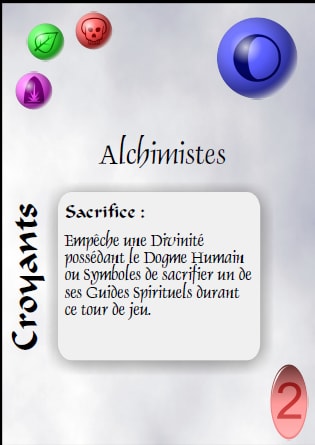 Alchimistes
Croyants
Sacrifice :
Empêche une Divinité
possédant le Dogme Humain
ou Symboles de sacrifier un de
ses Guides Spirituels durant
ce tour de jeu.
2